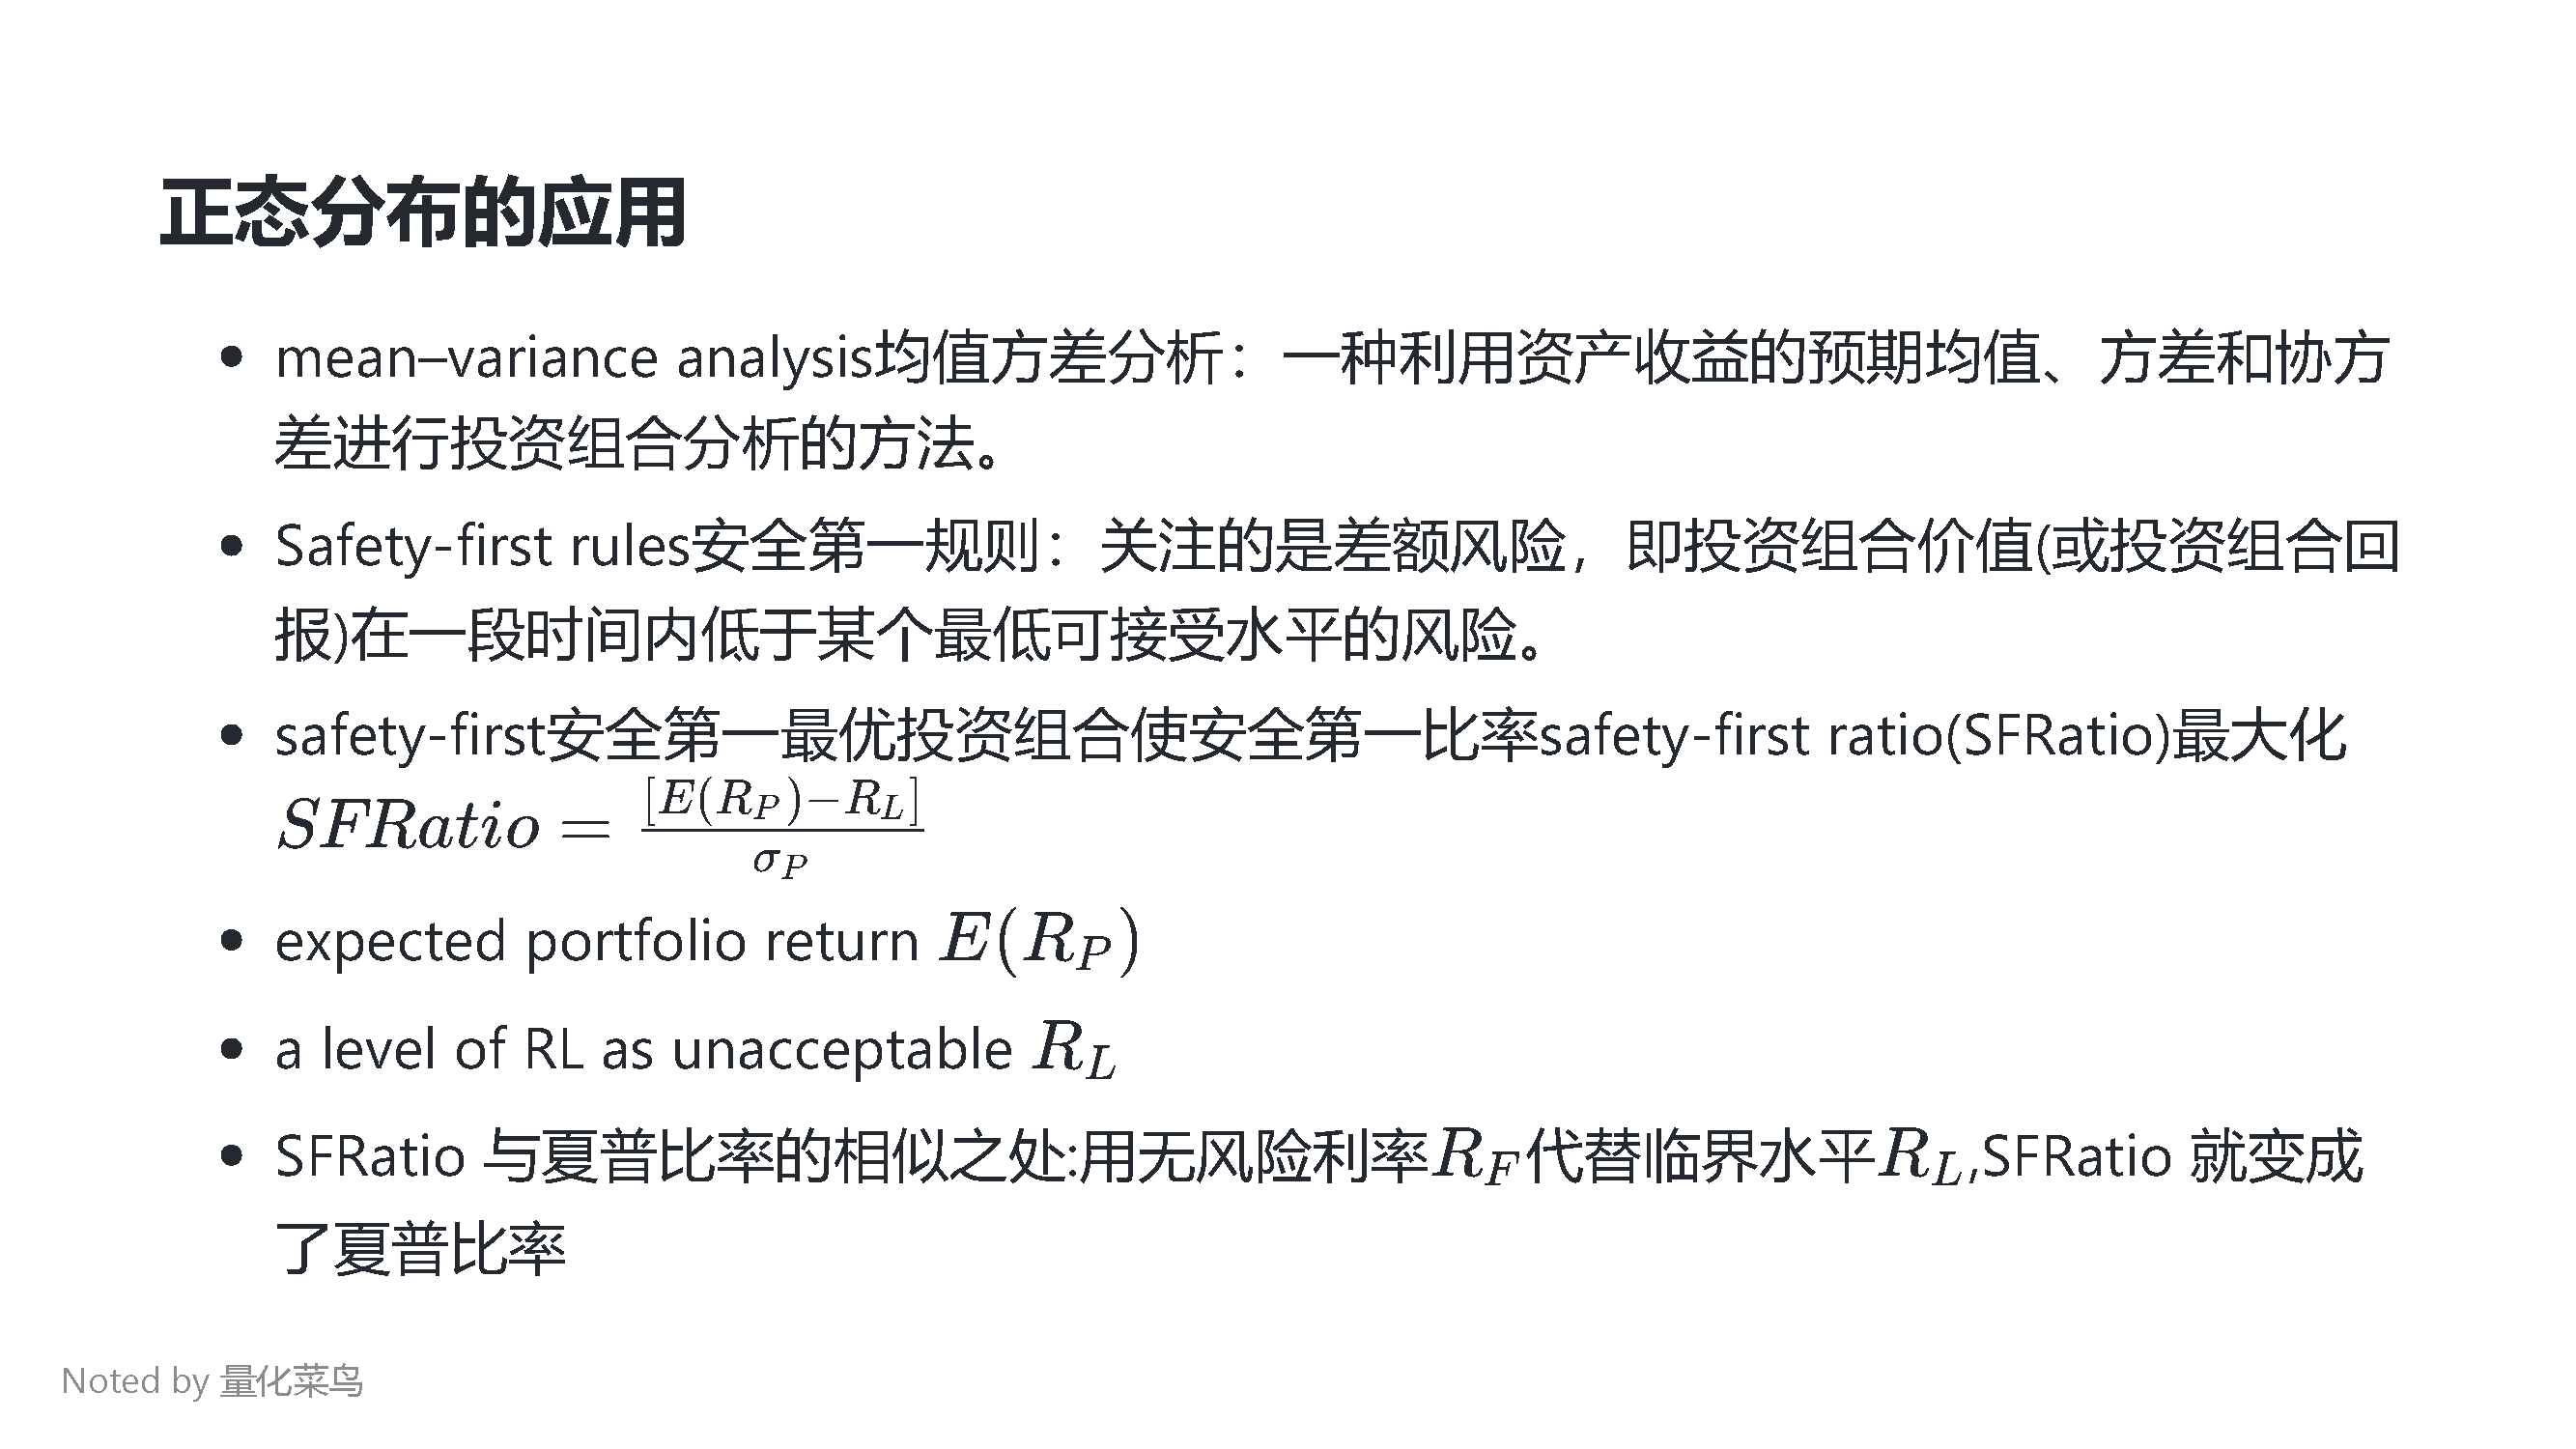 正态分布的应用
• mean–variance analysis均值方差分析：一种利用资产收益的预期均值、方差和协方
差进行投资组合分析的方法。
• Safety-first rules安全第一规则：关注的是差额风险，即投资组合价值(或投资组合回
报)在一段时间内低于某个最低可接受水平的风险。
• safety-first安全第一最优投资组合使安全第一比率safety-first ratio(SFRatio)最大化
$SFRatio = \frac{[E(R_P)-R_L]}{\sigma_P}$
• expected portfolio return $E(R_P)$
• a level of RL as unacceptable $R_L$
• SFRatio 与夏普比率的相似之处:用无风险利率$R_F$代替临界水平$R_L$,SFRatio 就变成
了夏普比率
Noted by 量化菜鸟